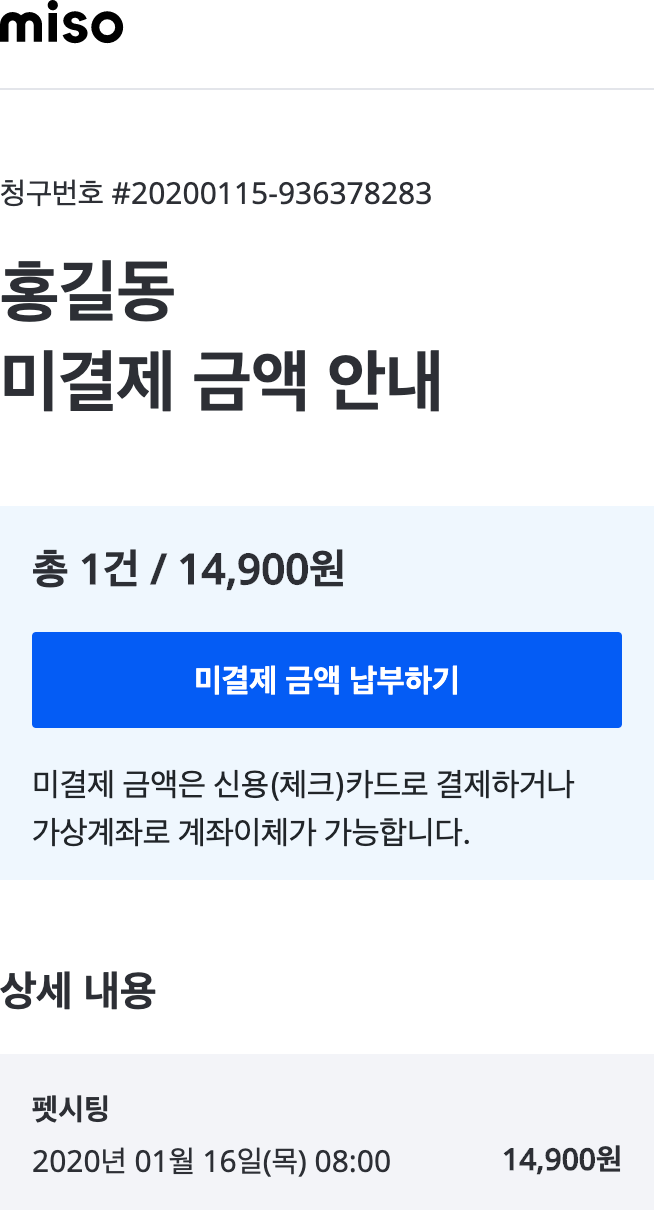 miso
청구번호 #20200115-936378283
홍길동
미결제 금액 안내
총 1건 / 14,900원
미결제 금액 납부하기
미결제 금액은 신용(체크)카드로 결제하거나
가상계좌로 계좌이체가 가능합니다.
상세 내용
펫시팅
2020년 01월 16일(목) 08:00 14,900원